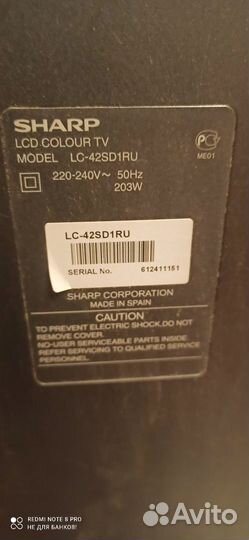 SHARP
LCD COLOUR TV
MODEL LC-42SD1RU
220-240V~ 50Hz
203W
PC
ME01
LC-42SD1RU
SERIAL No. 612411151
SHARP CORPORATION
MADE IN SPAIN
CAUTION
TO PREVENT ELECTRIC SHOCK,DO NOT
REMOVE COVER.
NO-USER SERVICEABLE PARTS INSIDE.
REFER SERVICING TO QUALIFIED SERVICE
PERSONNEL.
REDMI NOTE 8 PRO
НЕ ДЛЯ БАНКОВ!
Avito